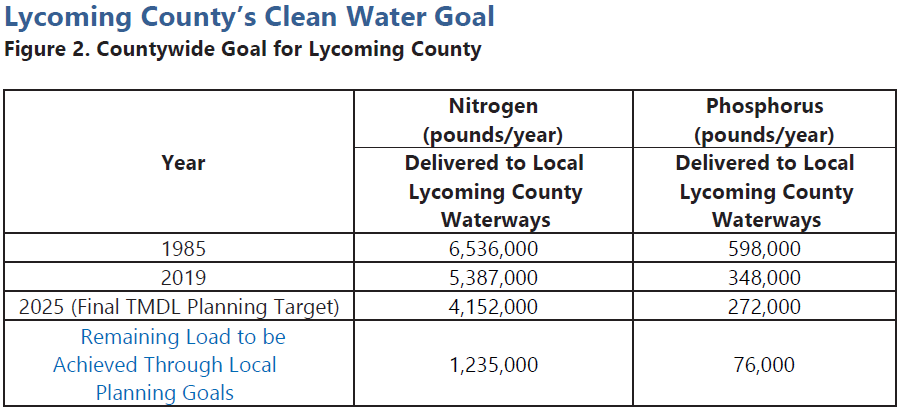 Lycoming County’s Clean Water Goal
Figure 2. Countywide Goal for Lycoming County
Year
Nitrogen
(pounds/year)
Phosphorus
(pounds/year)
Delivered to Local
Lycoming County
Waterways
Delivered to Local
Lycoming County
Waterways
1985 6,536,000 598,000
2019 5,387,000 348,000
2025 (Final TMDL Planning Target) 4,152,000 272,000
Remaining Load to be
Achieved Through Local
Planning Goals
1,235,000 76,000